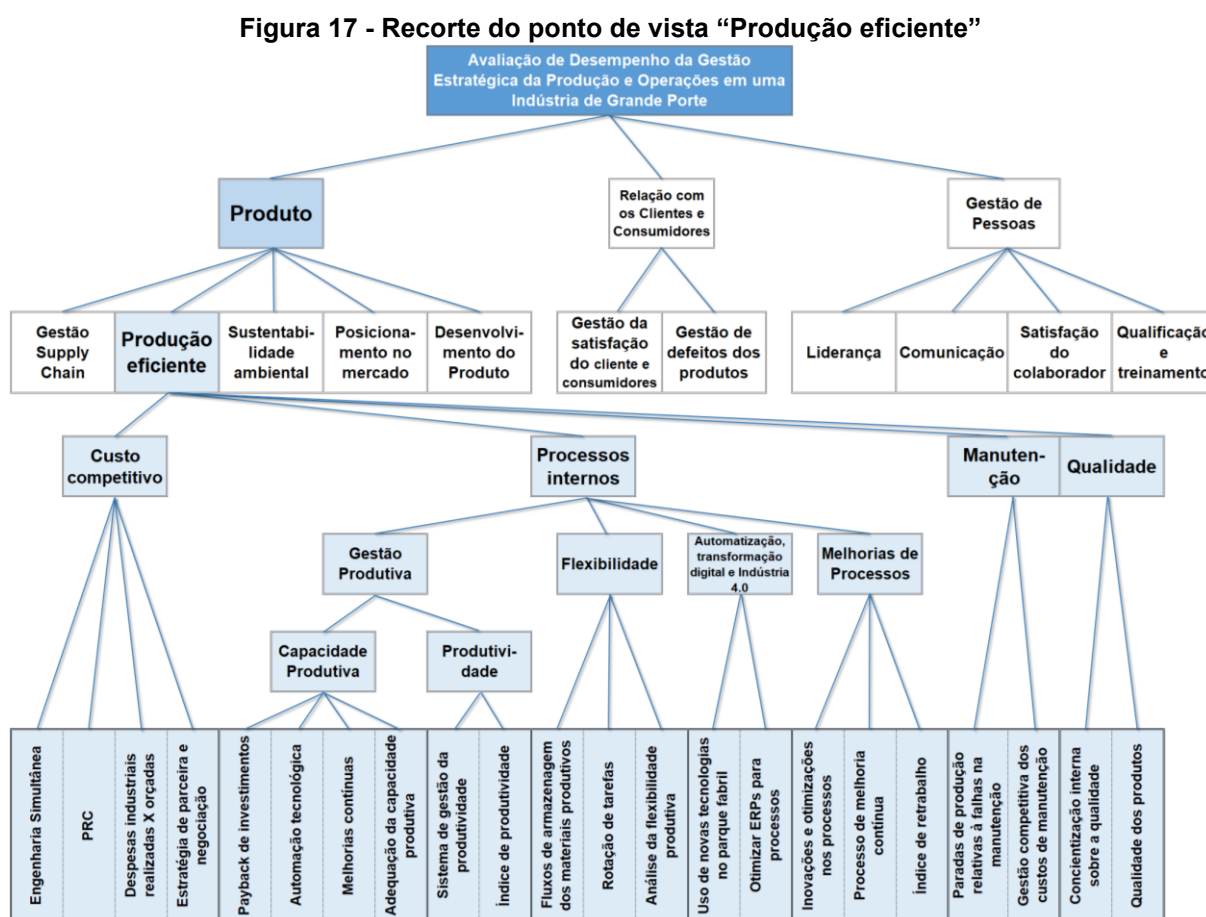 Figura 17 - Recorte do ponto de vista “Produção eficiente”
Avaliação de Desempenho da Gestão
Estratégica da Produção e Operações em uma
Indústria de Grande Porte
Produto
Relação com
os Clientes e
Consumidores
Gestão de
Pessoas
Gestão
Supply
Chain
Produção
eficiente
Sustentabi-
lidade
ambiental
Posiciona-
mento no
mercado
Desenvolvi-
mento do
Produto
Gestão da
satisfação
do cliente e
consumidores
Gestão de
defeitos dos
produtos
Liderança
Comunicação
Satisfação
do
colaborador
Qualificação
e
treinamento
Custo
competitivo
Processos
internos
Manuten-
ção
Qualidade
Gestão
Produtiva
Flexibilidade
Automatização,
transformação
digital e Indústria
4.0
Melhorias de
Processos
Capacidade
Produtiva
Produtivi-
dade
Engenharia Simultânea
PRC
Despesas industriais
realizadas X orçadas
Estratégia de parceira e
negociação
Payback de investimentos
Automação tecnológica
Melhorias contínuas
Adequação da capacidade
produtiva
Sistema de gestão da
produtividade
Índice de produtividade
Fluxos de armazenagem
dos materiais produtivos
Rotação de tarefas
Análise da flexibilidade
produtiva
Uso de novas tecnologias
no parque fabril
Otimizar ERPs para
processos
Inovações e otimizações
nos processos
Processo de melhoria
contínua
Índice de retrabalho
Paradas de produção
relativas à falhas na
manutenção
Gestão competitiva dos
custos de manutenção
Concientização interna
sobre a qualidade
Qualidade dos produtos